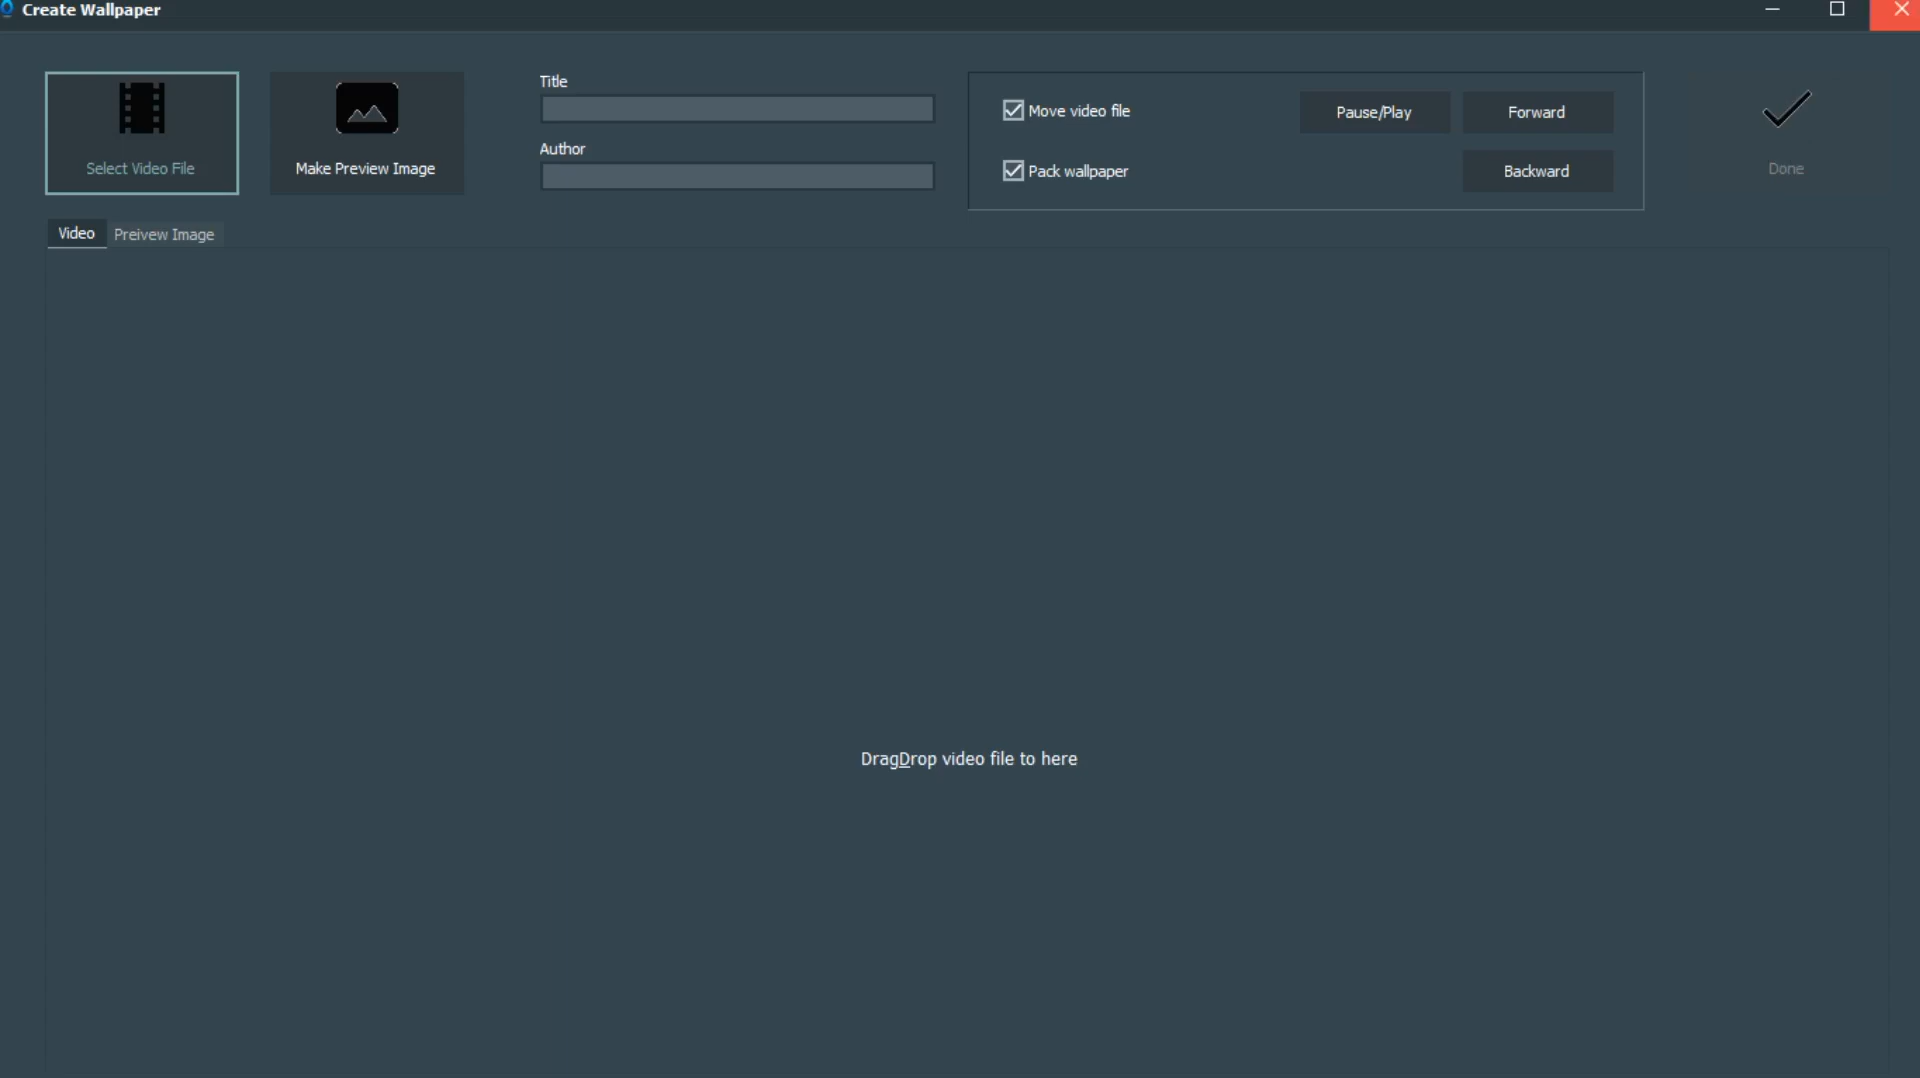 Create Wallpaper
Select Video File
Make Preview Image
Title
Author
Move video file
Pack wallpaper
Pause/Play
Forward
Backward
Done
Video
Preivew Image
DragDrop video file to here